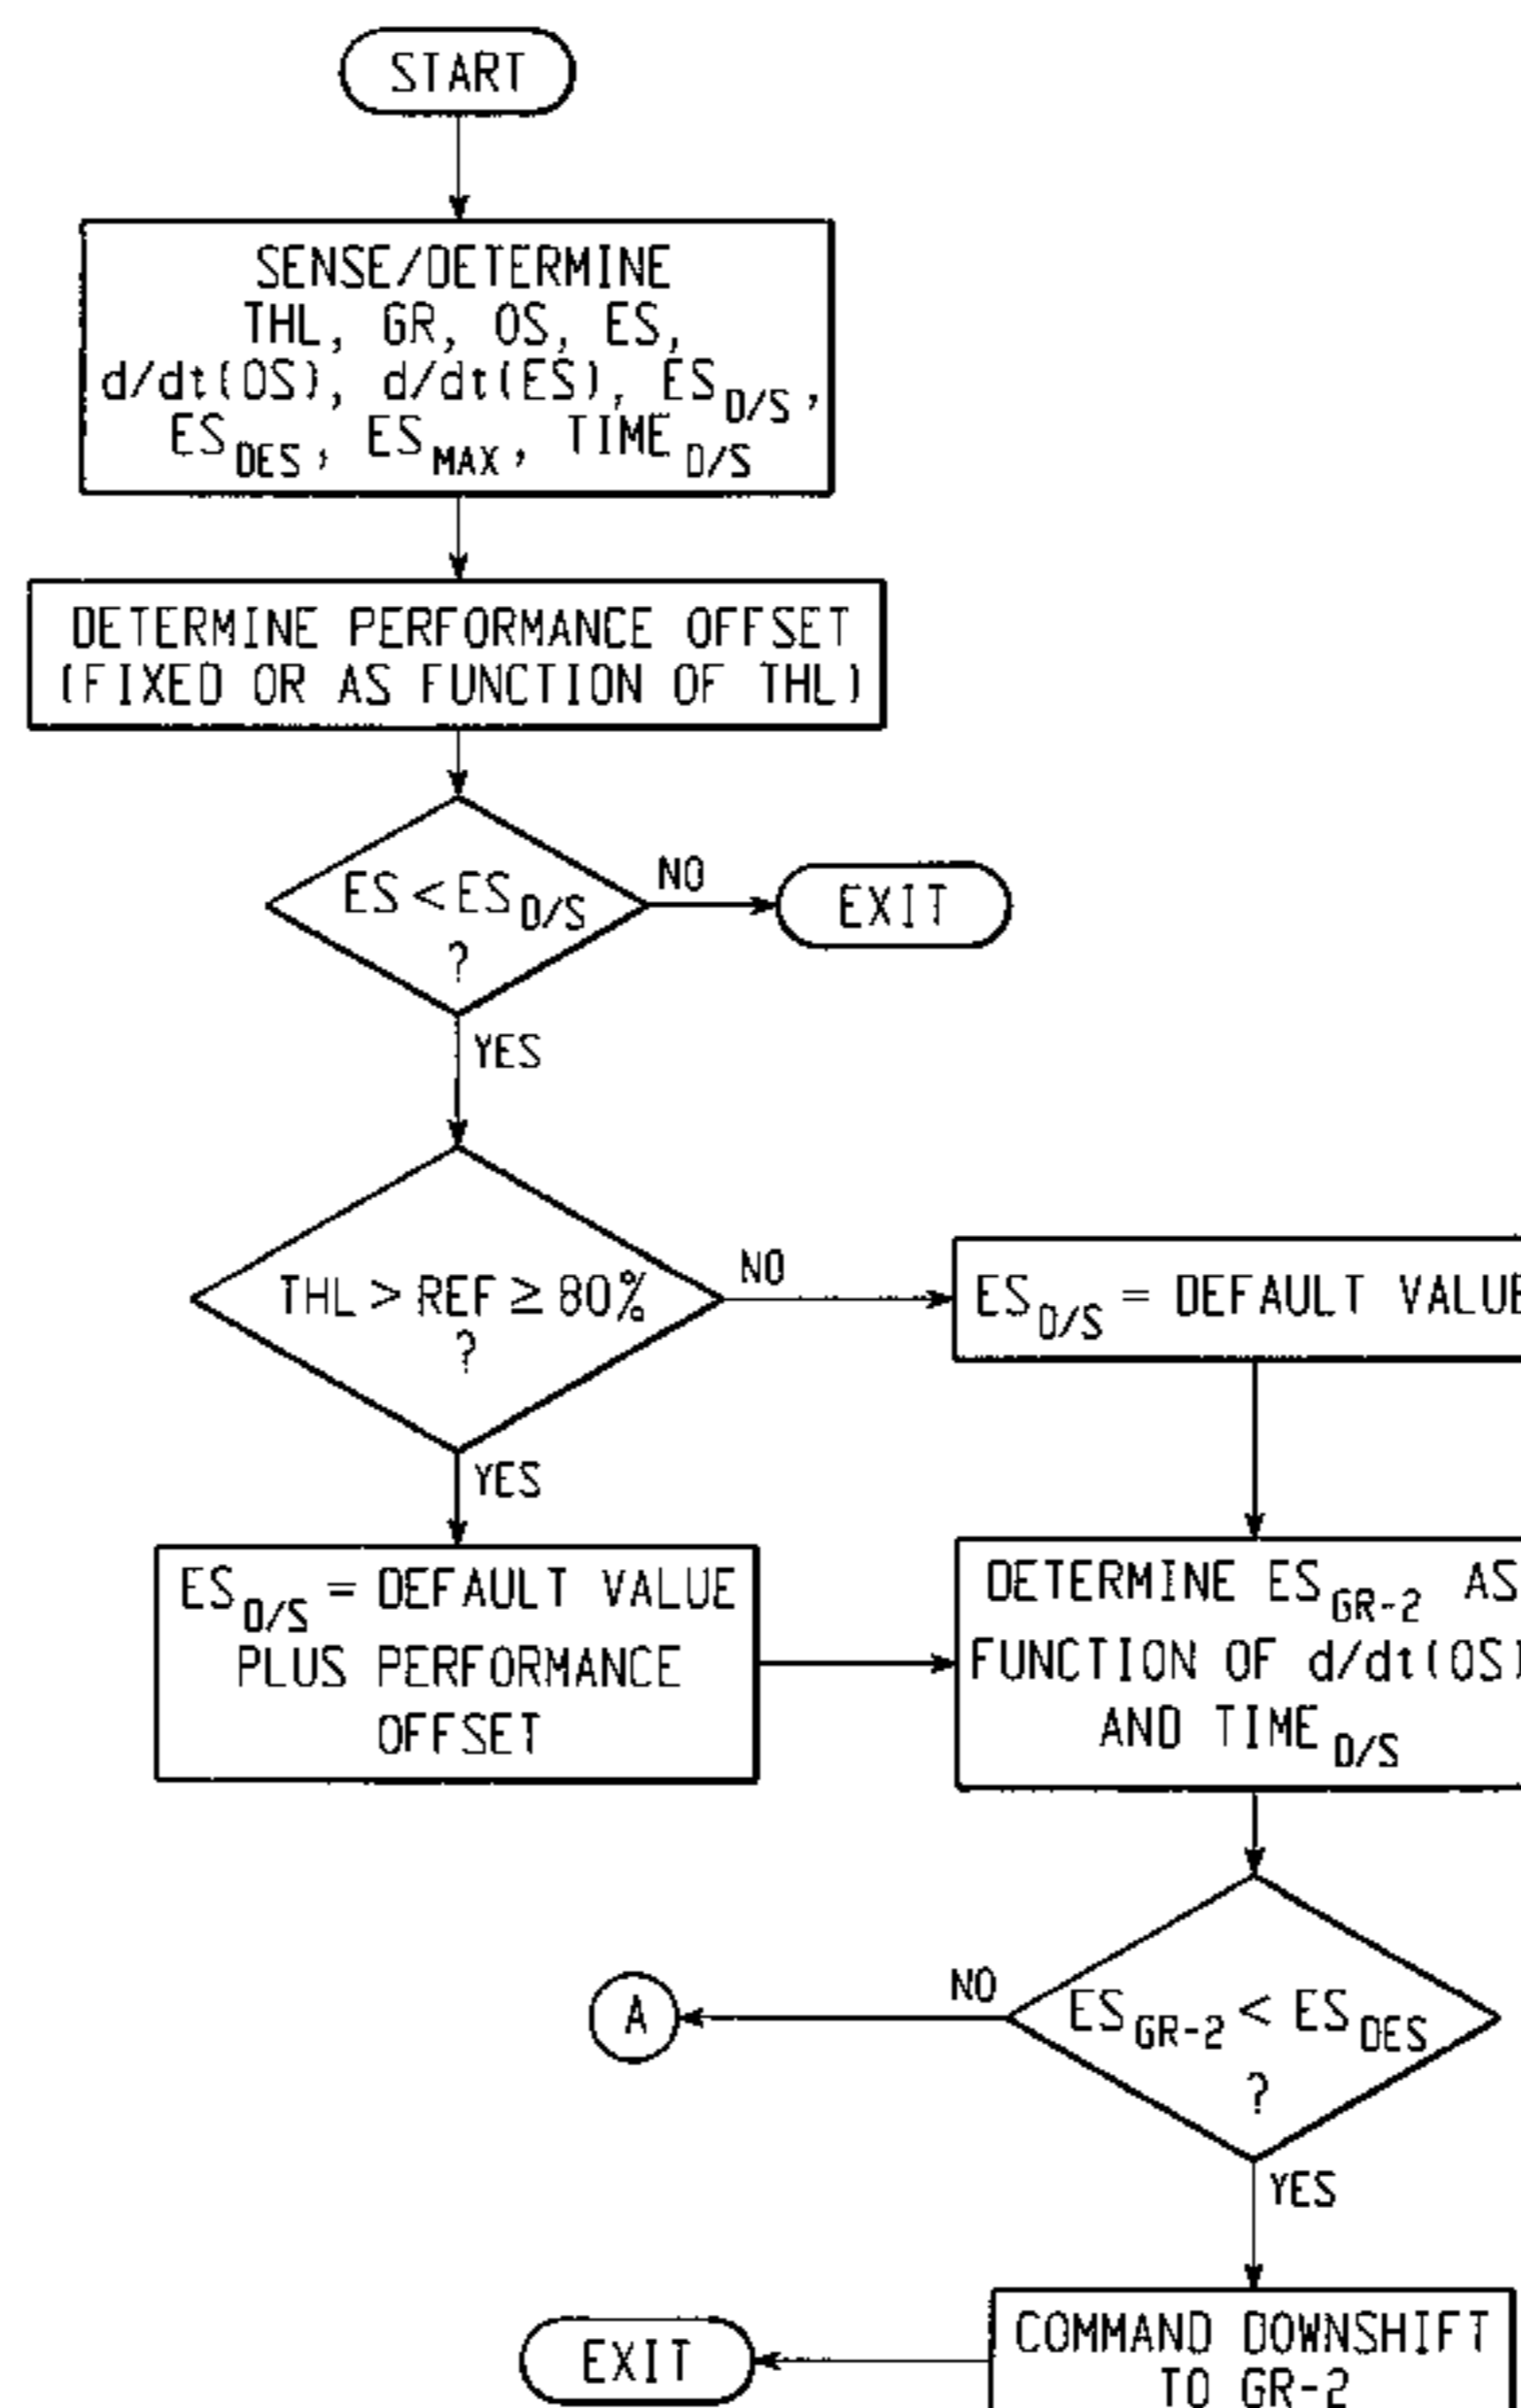 START
SENSE/DETERMINE
THL, GR, OS, ES,
d/dt(OS), d/dt(ES), ES D/S,
ES DES, ES MAX, TIME D/S
DETERMINE PERFORMANCE OFFSET
(FIXED OR AS FUNCTION OF THL)
ES < ES D/S
?
NO
EXIT
YES
THL > REF ≥ 80%
?
NO
ES D/S = DEFAULT VALUE
YES
ES D/S = DEFAULT VALUE
PLUS PERFORMANCE
OFFSET
DETERMINE ES GR-2 AS
FUNCTION OF d/dt(OS)
AND TIME D/S
ES GR-2 < ES DES
?
NO
A
YES
COMMAND DOWNSHIFT
TO GR-2
EXIT